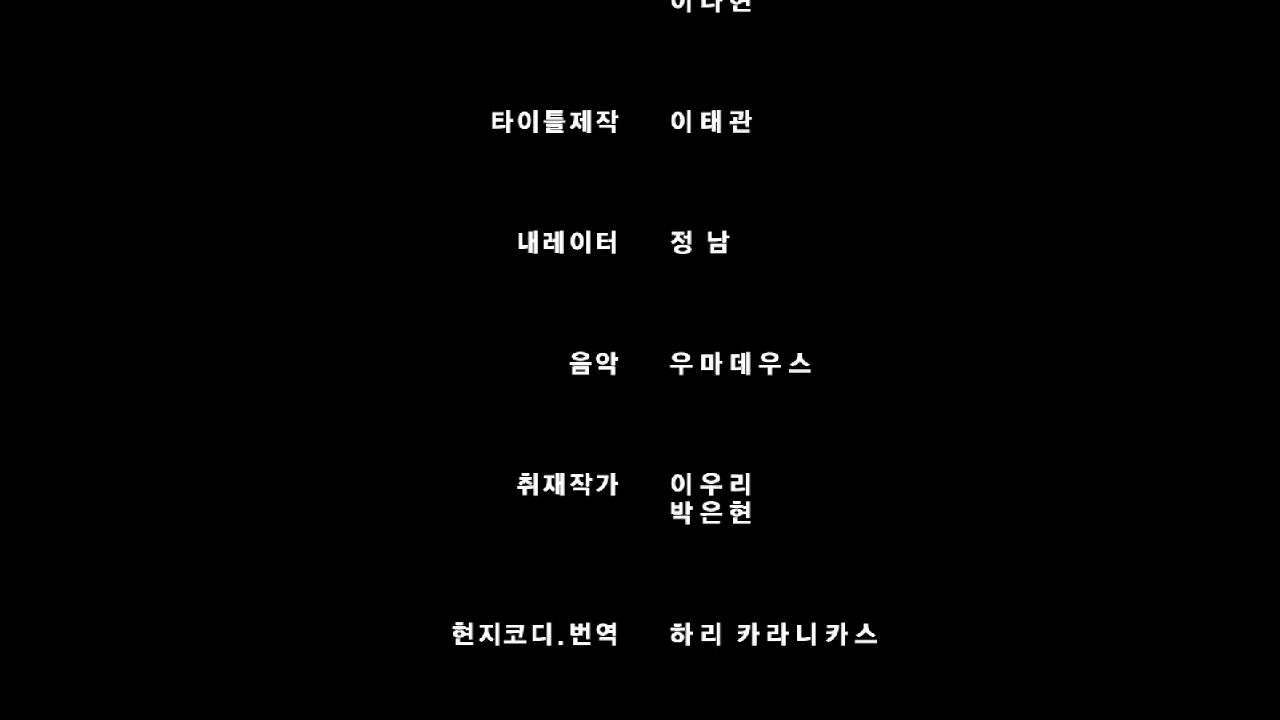 타이틀제작 이태관
내레이터 정 남
음악 우마데우스
취재작가 이우리
박은현
현지코디.번역 하리 카라니카스